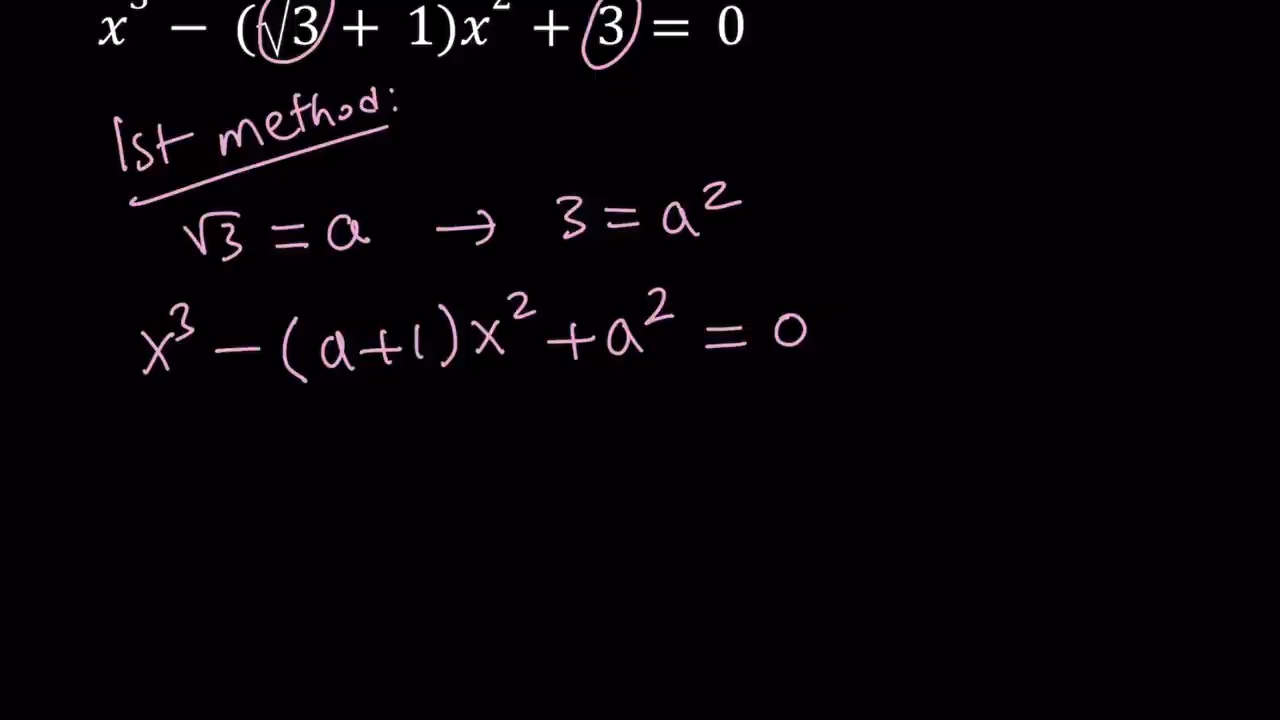 x³ − (√3 + 1)x² + 3 = 0
1st method:
√3 = a → 3 = a²
x³ − (a+1)x² + a² = 0